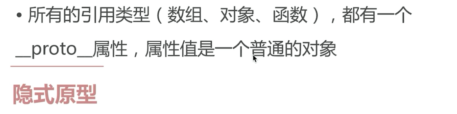 • 所有的引用类型（数组、对象、函数），都有一个
__proto__属性，属性值是一个普通的对象
隐式原型